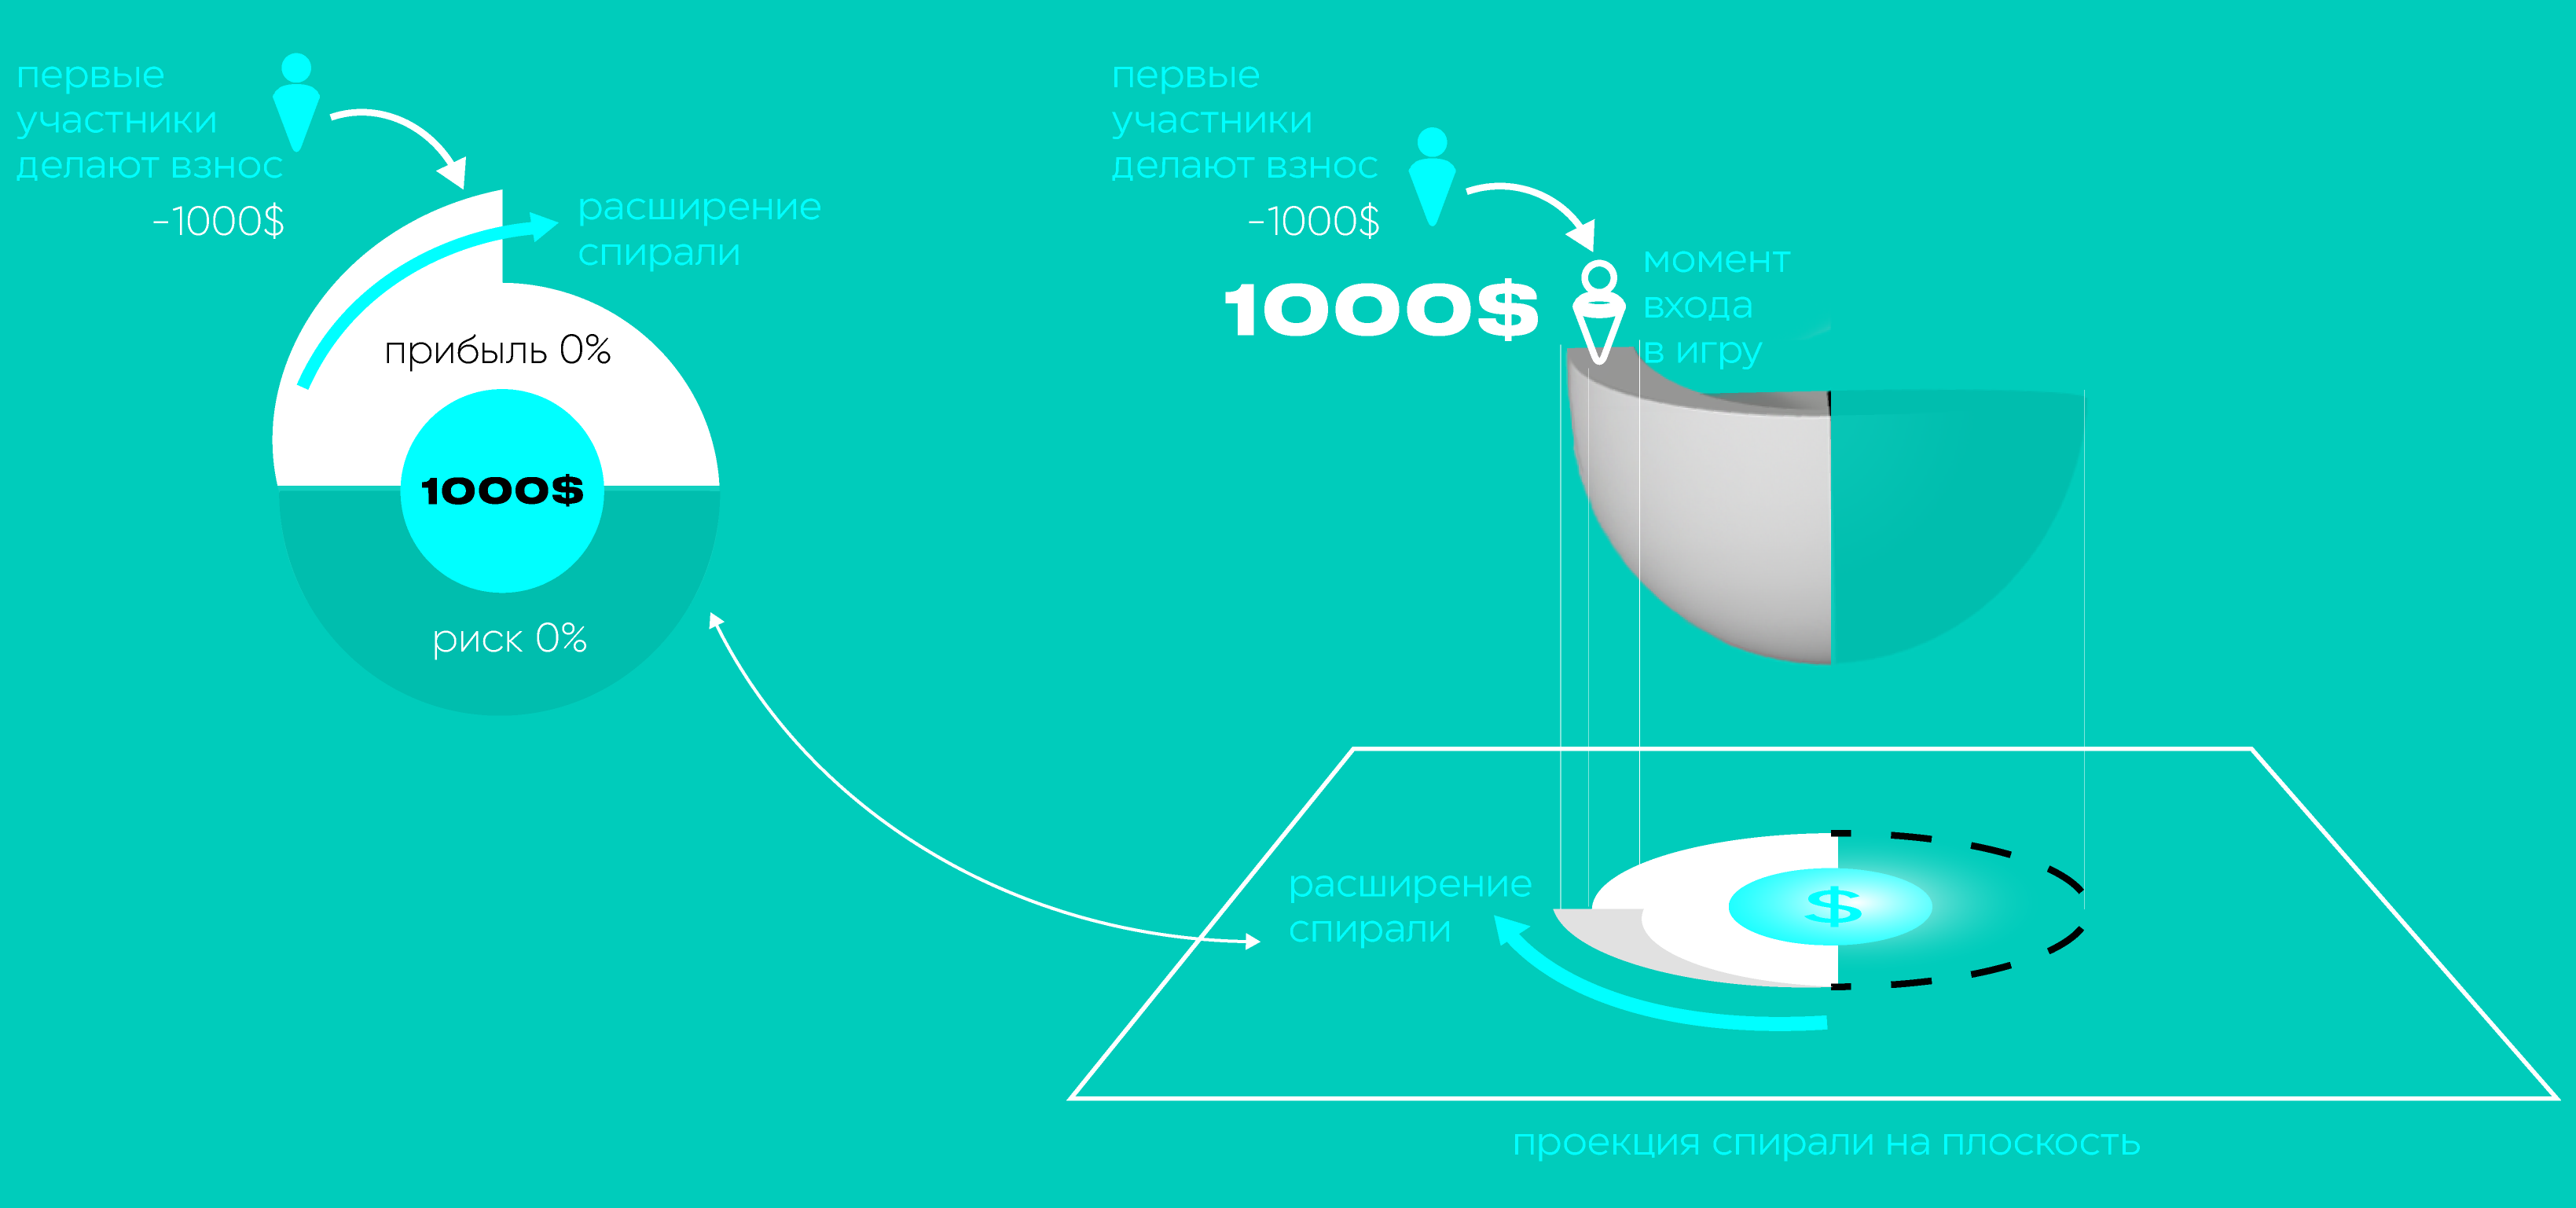 первые
участники
делают взнос
-1000$
расширение
спирали
прибыль 0%
1000$
риск 0%
первые
участники
делают взнос
-1000$
1000$
момент
входа
в игру
расширение
спирали
$
проекция спирали на плоскость